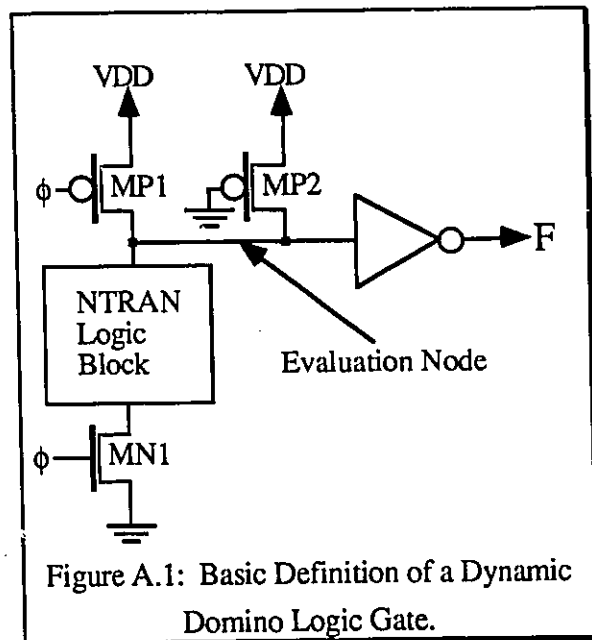 VDD
VDD
ϕ
MP1
MP2
F
NTRAN
Logic
Block
Evaluation Node
ϕ
MN1
Figure A.1: Basic Definition of a Dynamic
Domino Logic Gate.